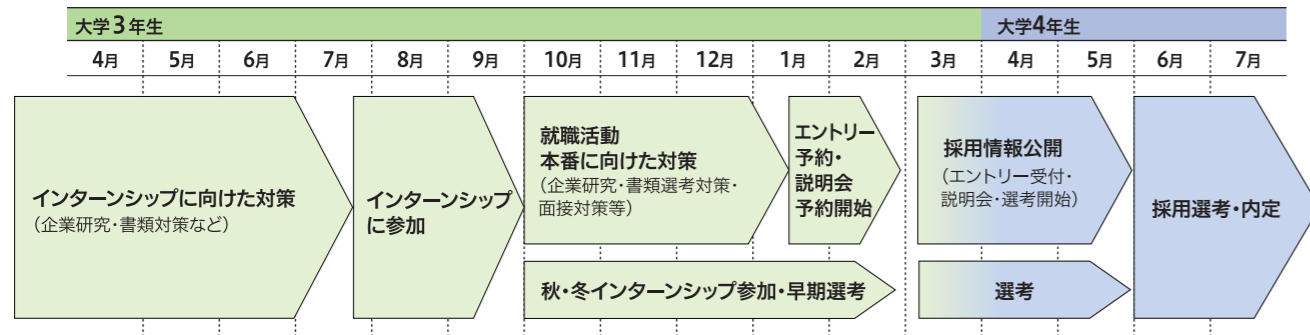 大学3年生 大学4年生
4月 5月 6月 7月 8月 9月 10月 11月 12月 1月 2月 3月 4月 5月 6月 7月
インターンシップに向けた対策
(企業研究・書類対策など)
インターンシップ
に参加
就職活動
本番に向けた対策
(企業研究・書類選考対策・
面接対策等)
エントリー
予約・
説明会
予約開始
秋・冬インターンシップ参加・早期選考
採用情報公開
(エントリー受付・
説明会・選考開始)
選考
採用選考・内定